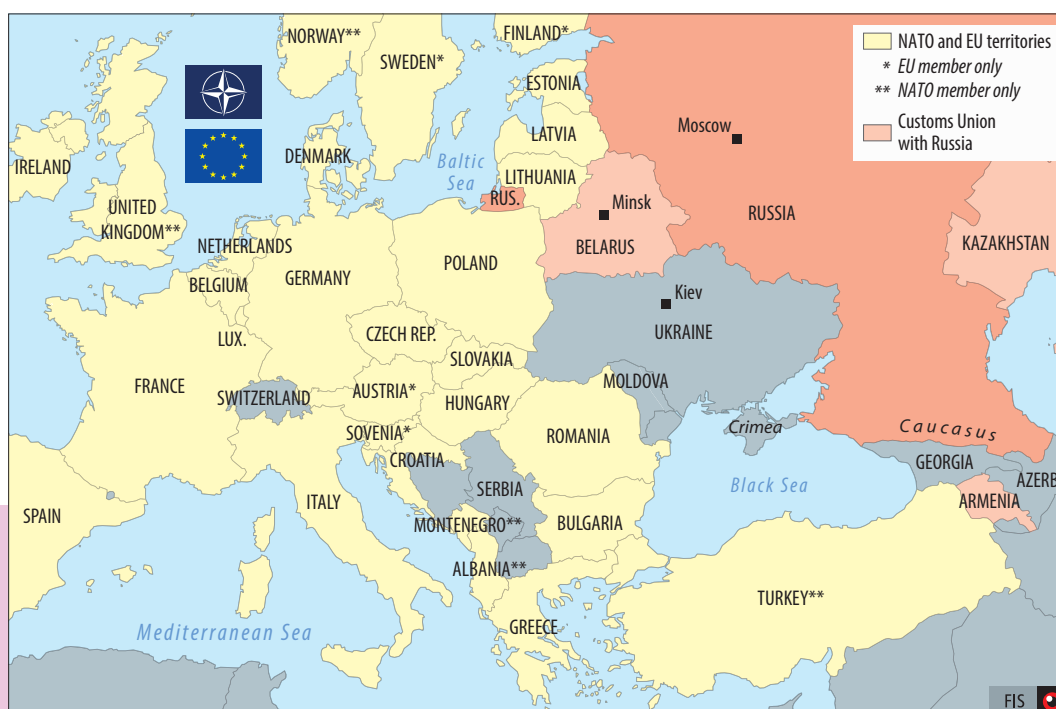 NORWAY**
FINLAND*
SWEDEN*
NATO and EU territories
* EU member only
** NATO member only
Customs Union
with Russia
ESTONIA
Moscow
LATVIA
IRELAND
DENMARK
Baltic
Sea
LITHUANIA
RUS.
Minsk
RUSSIA
UNITED
KINGDOM**
NETHERLANDS
BELARUS
KAZAKHSTAN
POLAND
GERMANY
BELGIUM
Kiev
UKRAINE
LUX.
CZECH REP.
SLOVAKIA
FRANCE
SWITZERLAND
AUSTRIA*
MOLDOVA
HUNGARY
SOVENIA*
ROMANIA
Crimea
Caucasus
CROATIA
GEORGIA
AZERB
SERBIA
Black Sea
ARMENIA
SPAIN
ITALY
MONTENEGRO**
BULGARIA
ALBANIA**
TURKEY**
Mediterranean Sea
GREECE
FIS